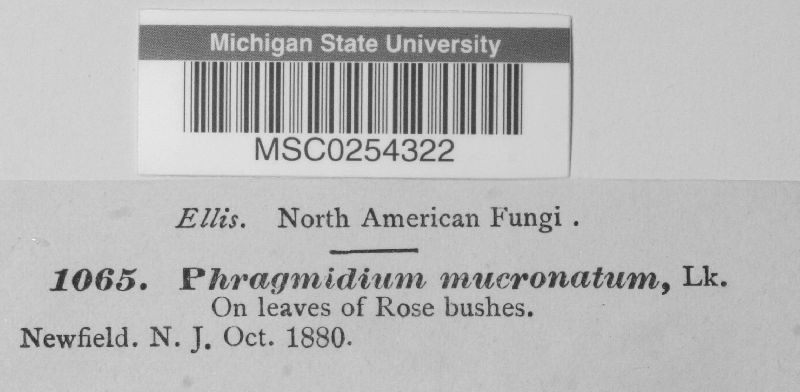 Michigan State University
MSC0254322
Ellis. North American Fungi .
1065. Phragmidium mucronatum, Lk.
On leaves of Rose bushes.
Newfield. N. J. Oct. 1880.